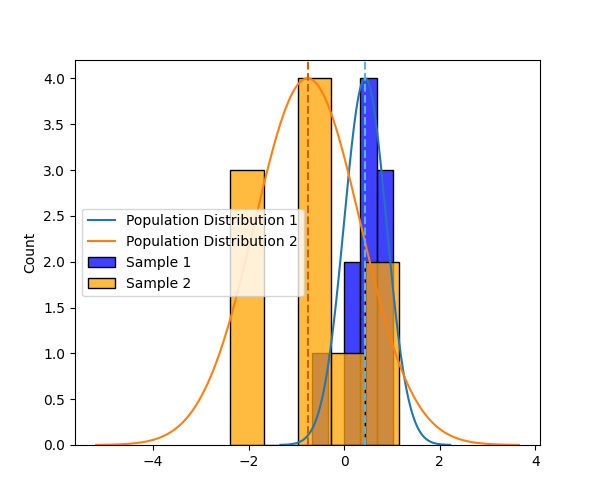 4.0
3.5
3.0
2.5
2.0
1.5
1.0
0.5
0.0
Count
Population Distribution 1
Population Distribution 2
Sample 1
Sample 2
−4 −2 0 2 4